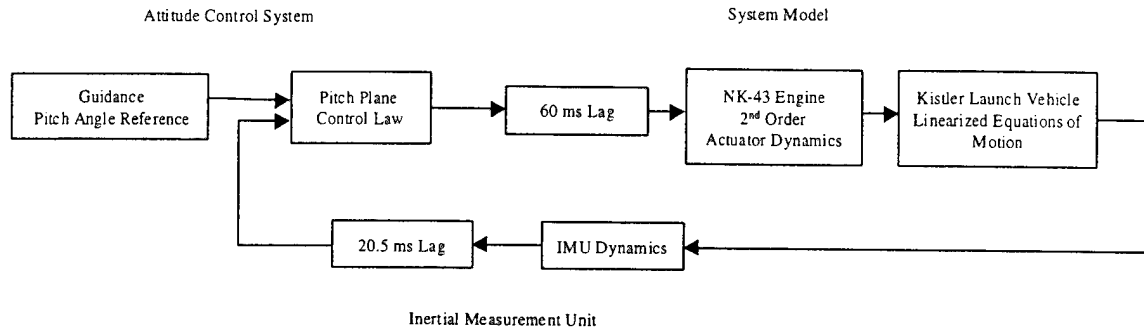 Attitude Control System
System Model
Guidance
Pitch Angle Reference
Pitch Plane
Control Law
60 ms Lag
NK-43 Engine
2nd Order
Actuator Dynamics
Kistler Launch Vehicle
Linearized Equations of
Motion
20.5 ms Lag
IMU Dynamics
Inertial Measurement Unit